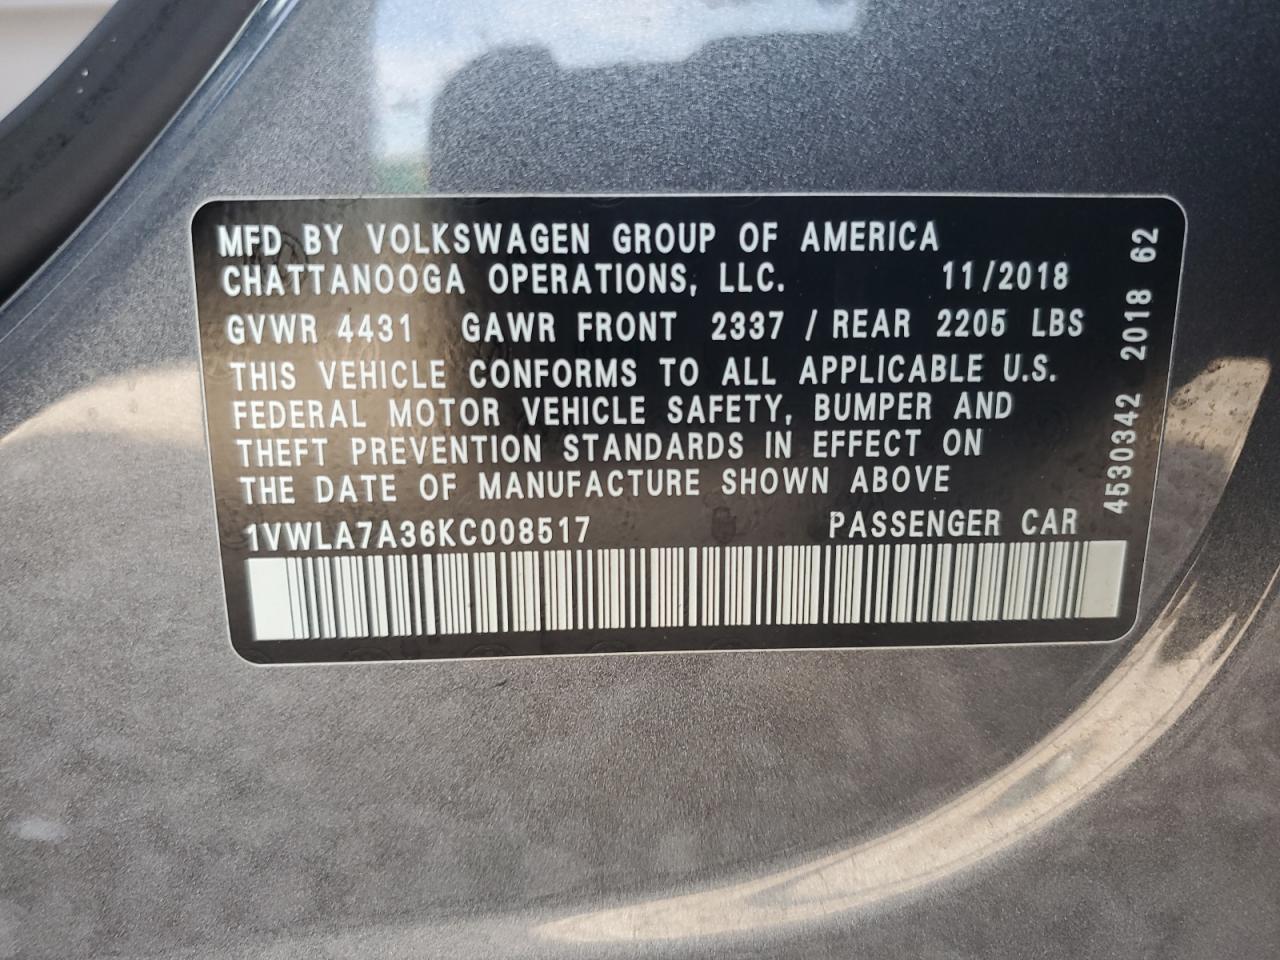 MFD BY VOLKSWAGEN GROUP OF AMERICA
CHATTANOOGA OPERATIONS, LLC. 11/2018
GVWR 4431 GAWR FRONT 2337 / REAR 2205 LBS
THIS VEHICLE CONFORMS TO ALL APPLICABLE U.S.
FEDERAL MOTOR VEHICLE SAFETY, BUMPER AND
THEFT PREVENTION STANDARDS IN EFFECT ON
THE DATE OF MANUFACTURE SHOWN ABOVE
1VWLA7A36KC008517 PASSENGER CAR
4530342 2018 62